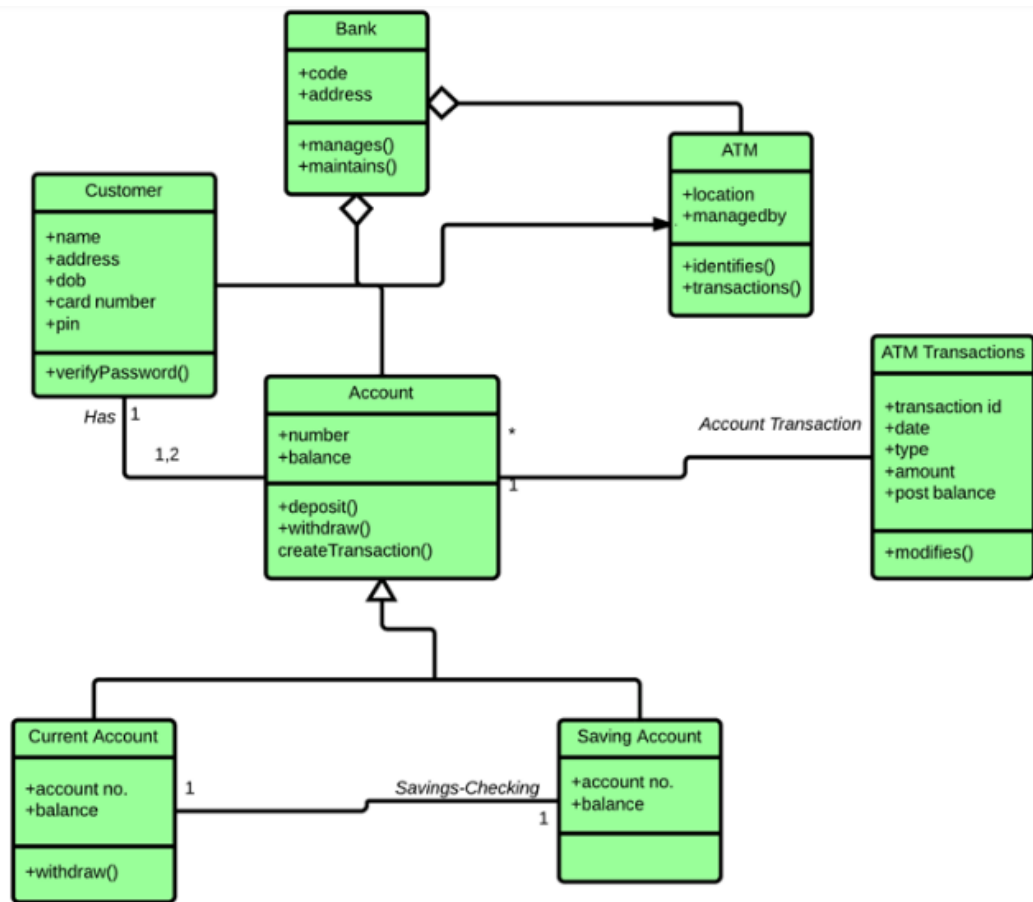 Bank
+code
+address
+manages()
+maintains()
ATM
+location
+managedby
+identifies()
+transactions()
Customer
+name
+address
+dob
+card number
+pin
+verifyPassword()
Has
1
1,2
Account
+number
+balance
+deposit()
+withdraw()
createTransaction()
*
1
Account Transaction
ATM Transactions
+transaction id
+date
+type
+amount
+post balance
+modifies()
Current Account
+account no.
+balance
+withdraw()
1
Savings-Checking
1
Saving Account
+account no.
+balance